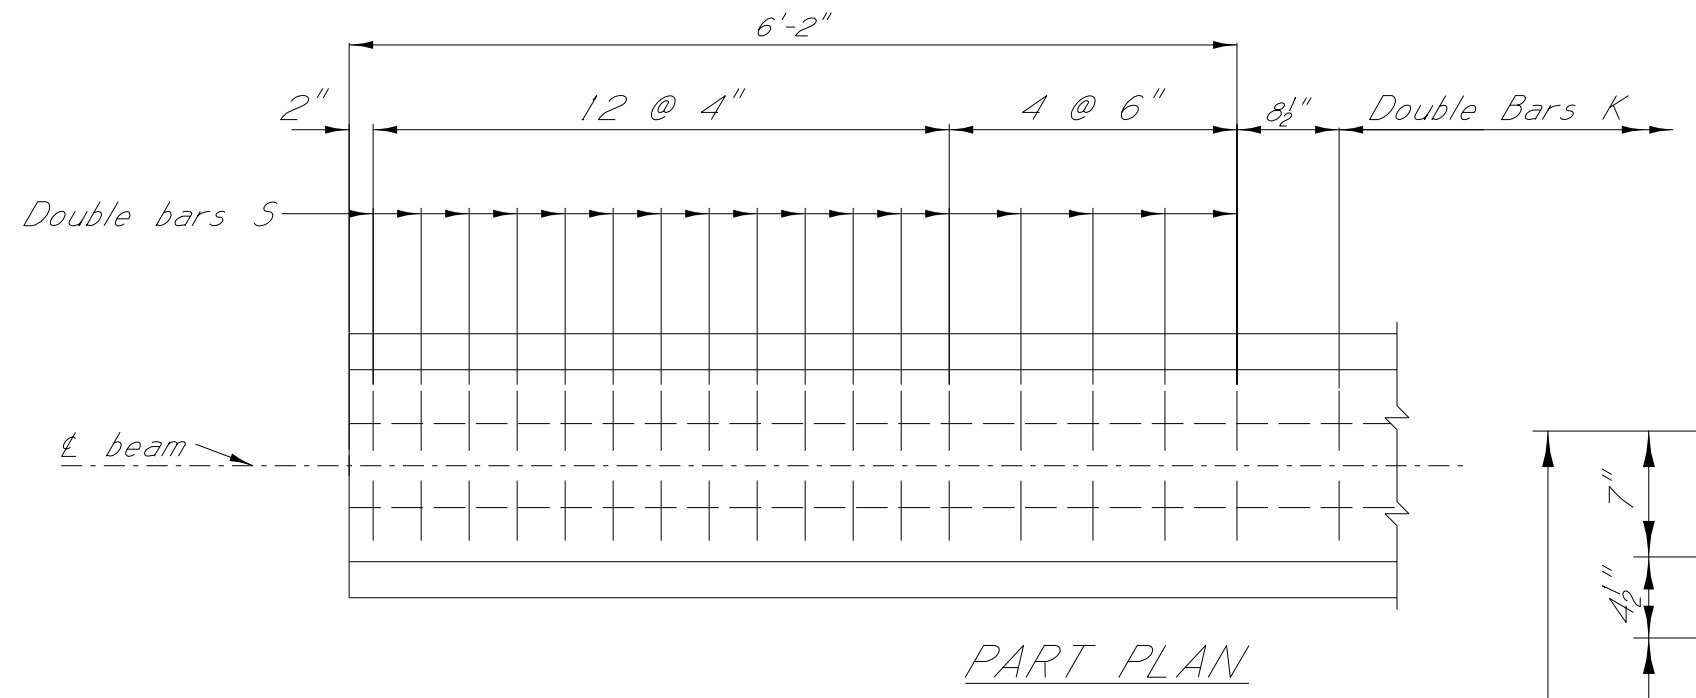 6'-2"
2" 12 @ 4" 4 @ 6" 8½" Double Bars K
Double bars S
℄ beam
7"
4½"
PART PLAN